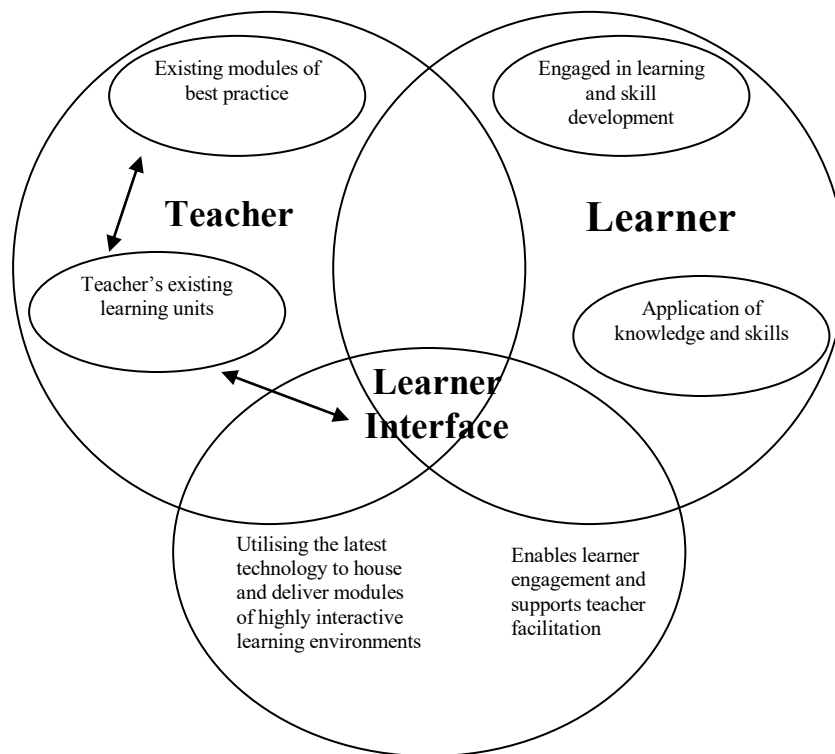 Existing modules of
best practice
Engaged in learning
and skill
development
Teacher
Learner
Teacher’s existing
learning units
Application of
knowledge and skills
Learner
Interface
Utilising the latest
technology to house
and deliver modules
of highly interactive
learning environments
Enables learner
engagement and
supports teacher
facilitation